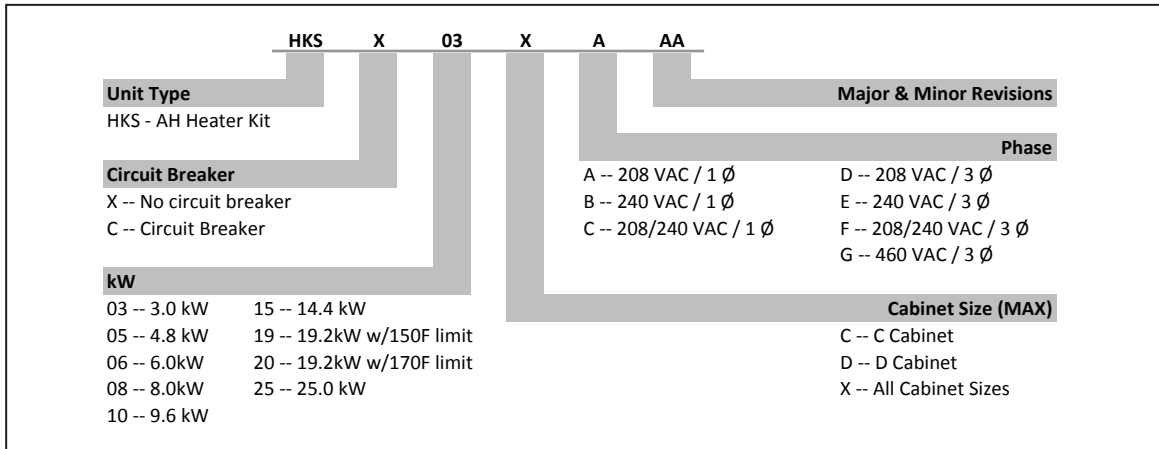 HKS X 03 X A AA
Unit Type
HKS - AH Heater Kit
Major & Minor Revisions
Phase
A -- 208 VAC / 1 Ø
B -- 240 VAC / 1 Ø
C -- 208/240 VAC / 1 Ø
D -- 208 VAC / 3 Ø
E -- 240 VAC / 3 Ø
F -- 208/240 VAC / 3 Ø
G -- 460 VAC / 3 Ø
Circuit Breaker
X -- No circuit breaker
C -- Circuit Breaker
kW
03 -- 3.0 kW
05 -- 4.8 kW
06 -- 6.0kW
08 -- 8.0kW
10 -- 9.6 kW
15 -- 14.4 kW
19 -- 19.2kW w/150F limit
20 -- 19.2kW w/170F limit
25 -- 25.0 kW
Cabinet Size (MAX)
C -- C Cabinet
D -- D Cabinet
X -- All Cabinet Sizes